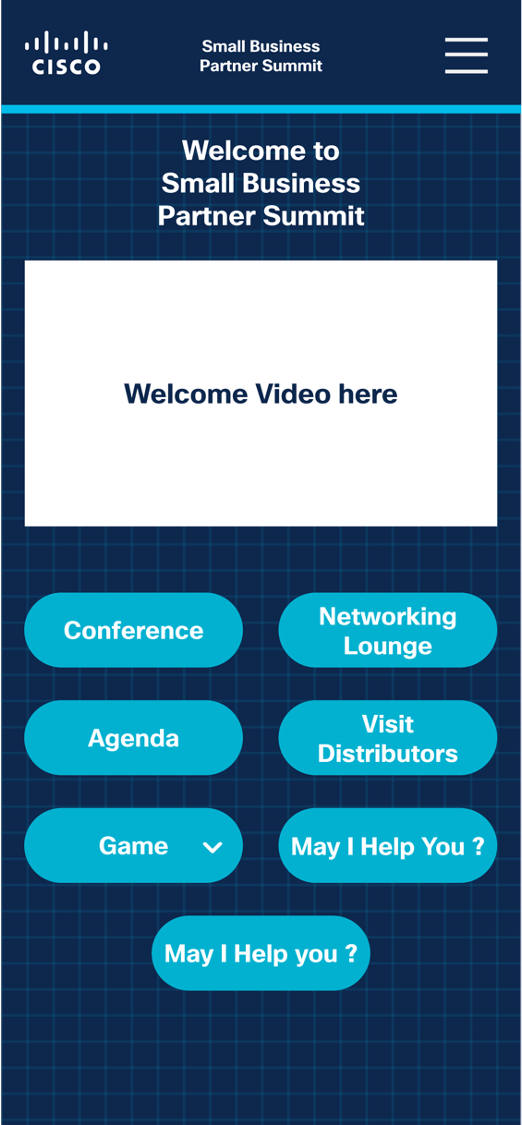 CISCO
Small Business
Partner Summit
Welcome to
Small Business
Partner Summit
Welcome Video here
Conference
Networking
Lounge
Agenda
Visit
Distributors
Game
May I Help You ?
May I Help you ?